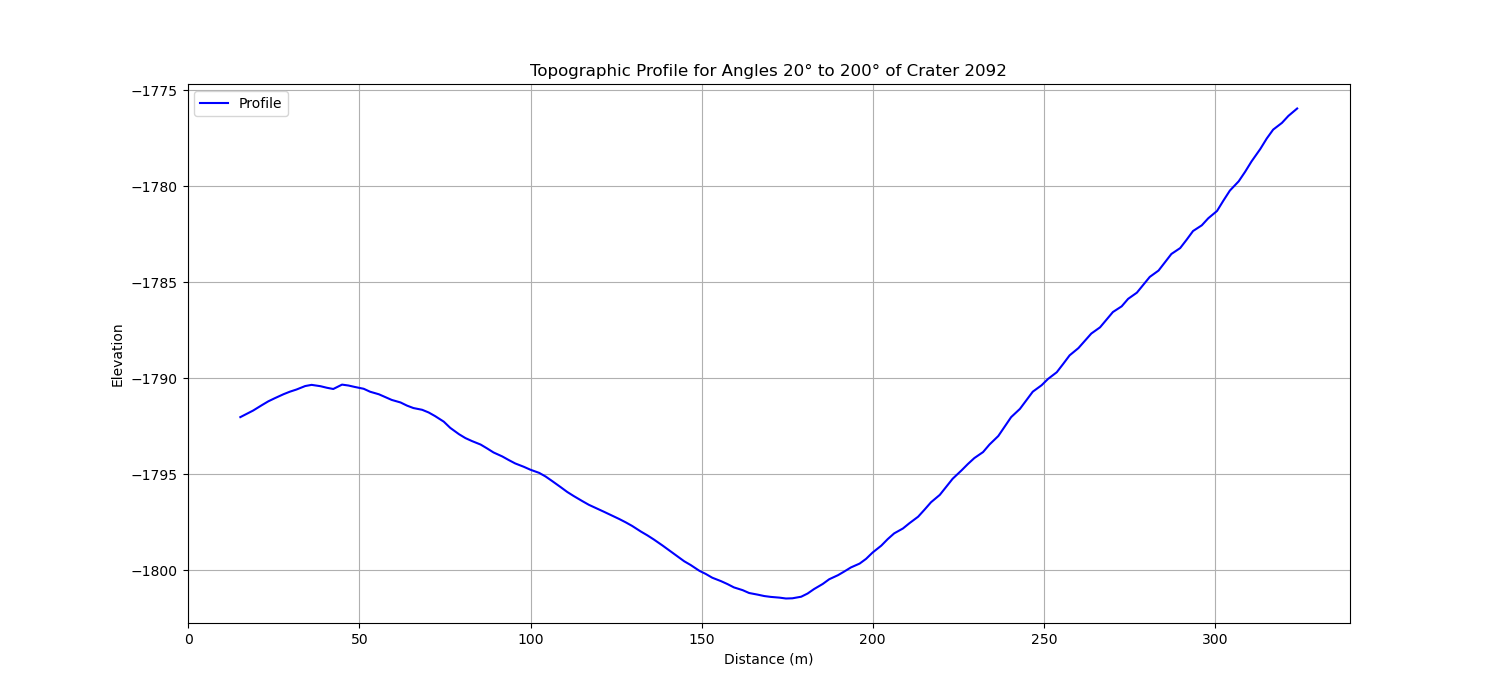 Topographic Profile for Angles 20° to 200° of Crater 2092
Profile
−1775
−1780
−1785
−1790
−1795
−1800
Elevation
0 50 100 150 200 250 300
Distance (m)